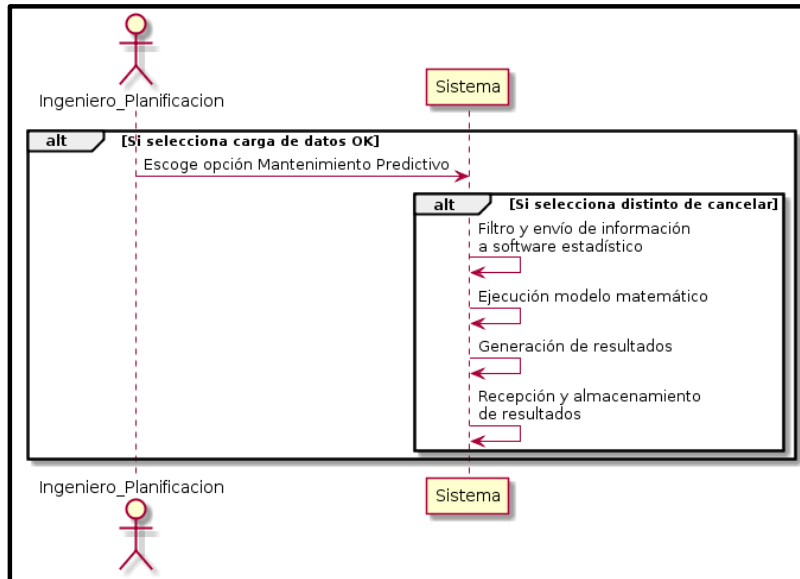 Ingeniero_Planificacion
Sistema
alt
[Si selecciona carga de datos OK]
Escoge opción Mantenimiento Predictivo
alt
[Si selecciona distinto de cancelar]
Filtro y envío de información
a software estadístico
Ejecución modelo matemático
Generación de resultados
Recepción y almacenamiento
de resultados
Ingeniero_Planificacion
Sistema